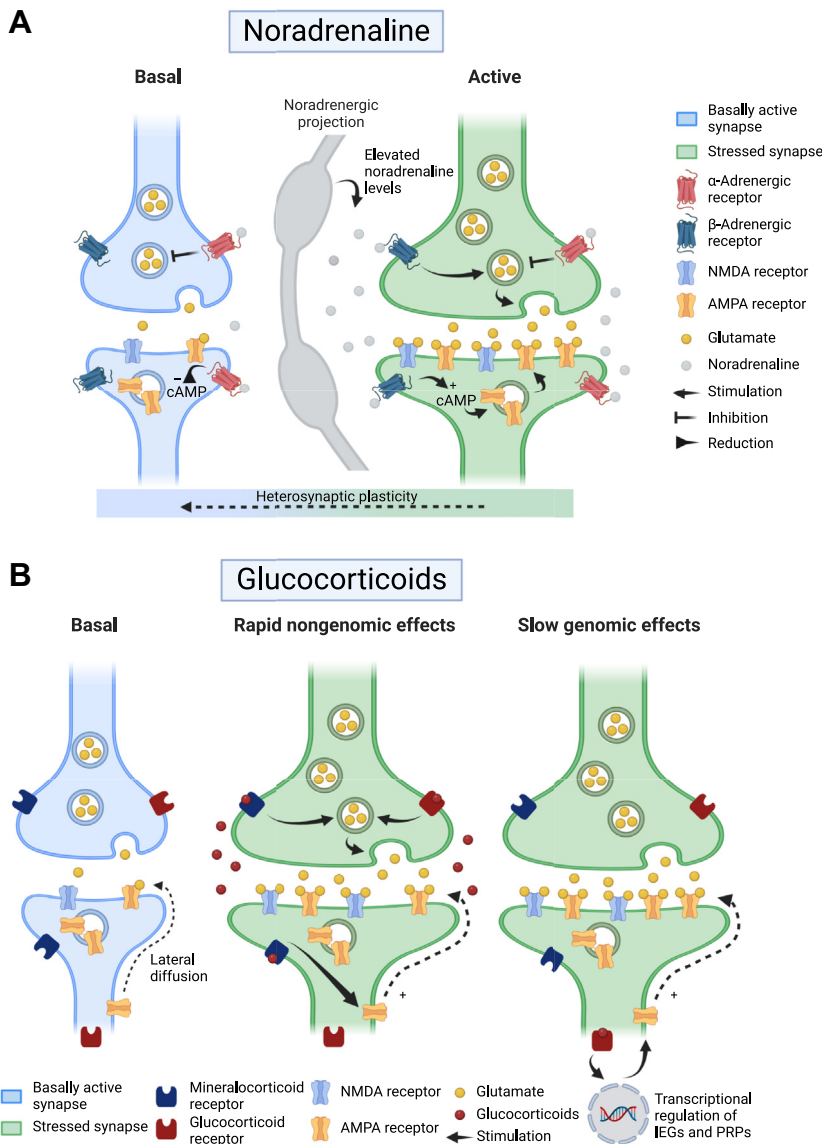 A
Noradrenaline
Basal
Active
Noradrenergic
projection
Elevated
noradrenaline
levels
–
cAMP
+
cAMP
Heterosynaptic plasticity
Basally active
synapse
Stressed synapse
α-Adrenergic
receptor
β-Adrenergic
receptor
NMDA receptor
AMPA receptor
Glutamate
Noradrenaline
Stimulation
Inhibition
Reduction
B
Glucocorticoids
Basal
Rapid nongenomic effects
Slow genomic effects
Lateral
diffusion
+
+
Transcriptional
regulation of
IEGs and PRPs
Basally active
synapse
Stressed synapse
Mineralocorticoid
receptor
Glucocorticoid
receptor
NMDA receptor
AMPA receptor
Glutamate
Glucocorticoids
Stimulation